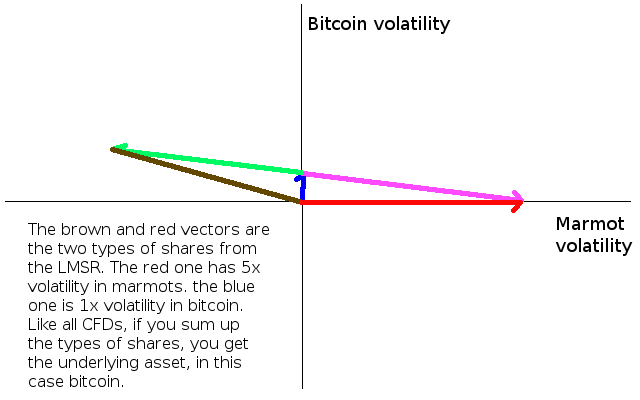 Bitcoin volatility
Marmot
volatility
The brown and red vectors are
the two types of shares from
the LMSR. The red one has 5x
volatility in marmots. the blue
one is 1x volatility in bitcoin.
Like all CFDs, if you sum up
the types of shares, you get
the underlying asset, in this
case bitcoin.